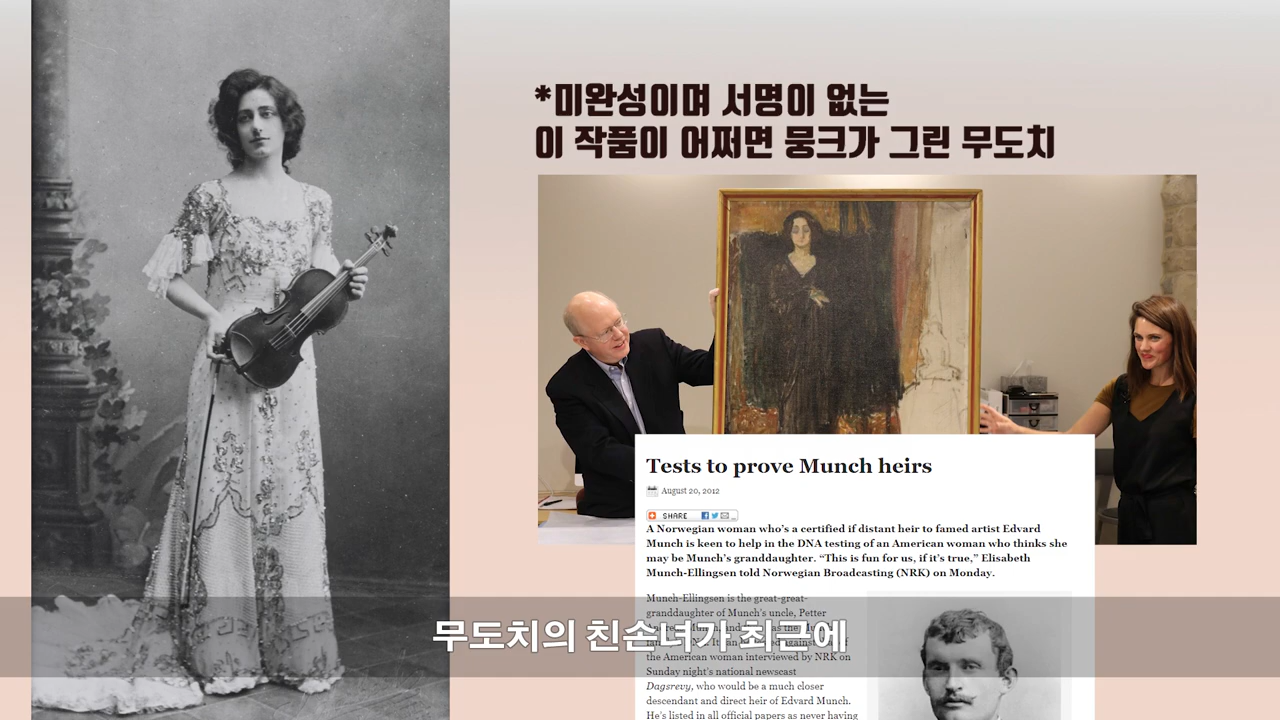 *미완성이며 서명이 없는
이 작품이 어쩌면 뭉크가 그린 무도치
Tests to prove Munch heirs
August 20, 2012
SHARE
A Norwegian woman who's a certified if distant heir to famed artist Edvard
Munch is keen to help in the DNA testing of an American woman who thinks she
may be Munch's granddaughter. “This is fun for us, if it's true,” Elisabeth
Munch-Ellingsen told Norwegian Broadcasting (NRK) on Monday.
Munch-Ellingsen is the great-great-
granddaughter of Munch's uncle, Petter
무도치의 친손녀가 최근에
the American woman interviewed by NRK on
Sunday night's national newscast
Dagsrevy, who would be a much closer
descendant and direct heir of Edvard Munch.
He's listed in all official papers as never having